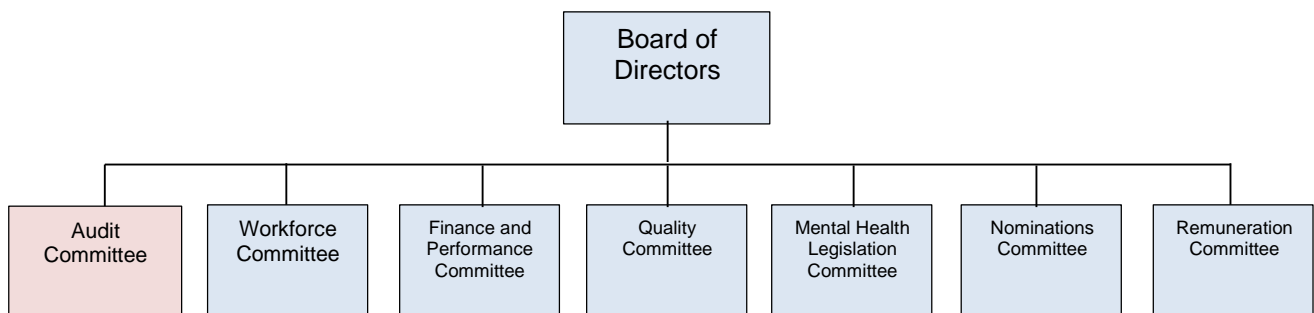 Board of
Directors
Audit
Committee
Workforce
Committee
Finance and
Performance
Committee
Quality
Committee
Mental Health
Legislation
Committee
Nominations
Committee
Remuneration
Committee